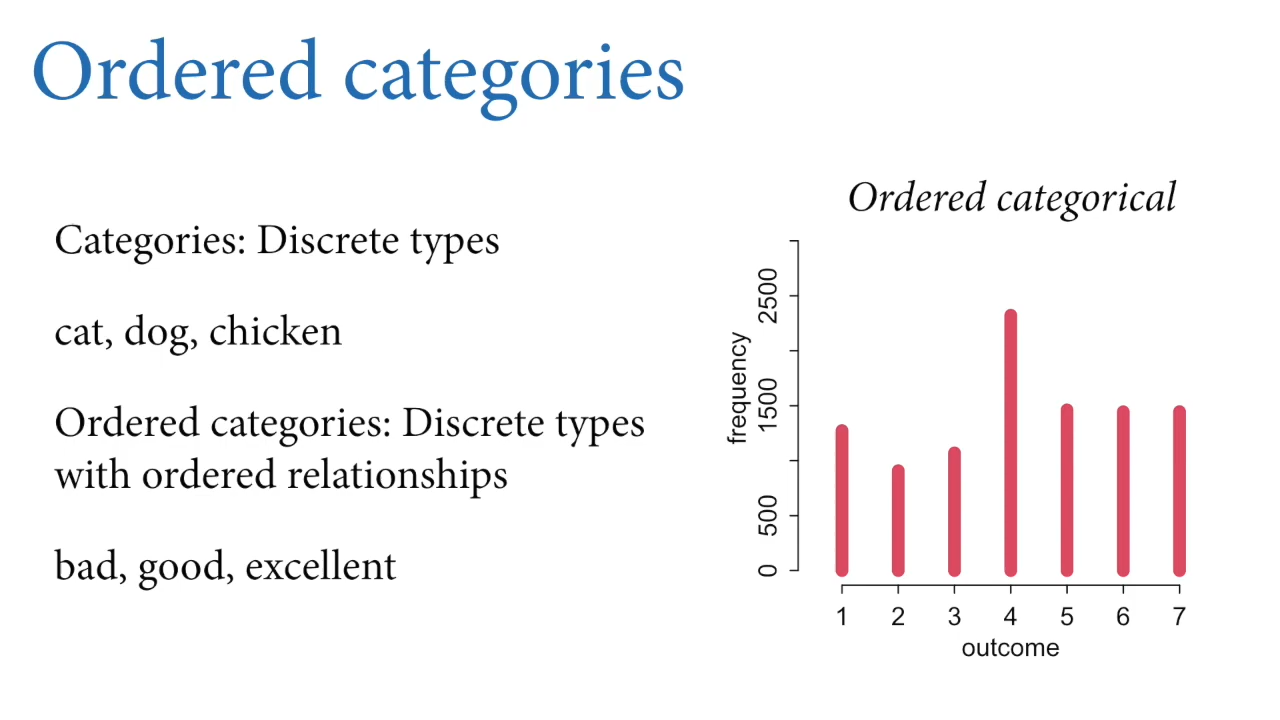 Ordered categories
Categories: Discrete types
cat, dog, chicken
Ordered categories: Discrete types
with ordered relationships
bad, good, excellent
Ordered categorical
frequency
2500
1500
500
0
1 2 3 4 5 6 7
outcome